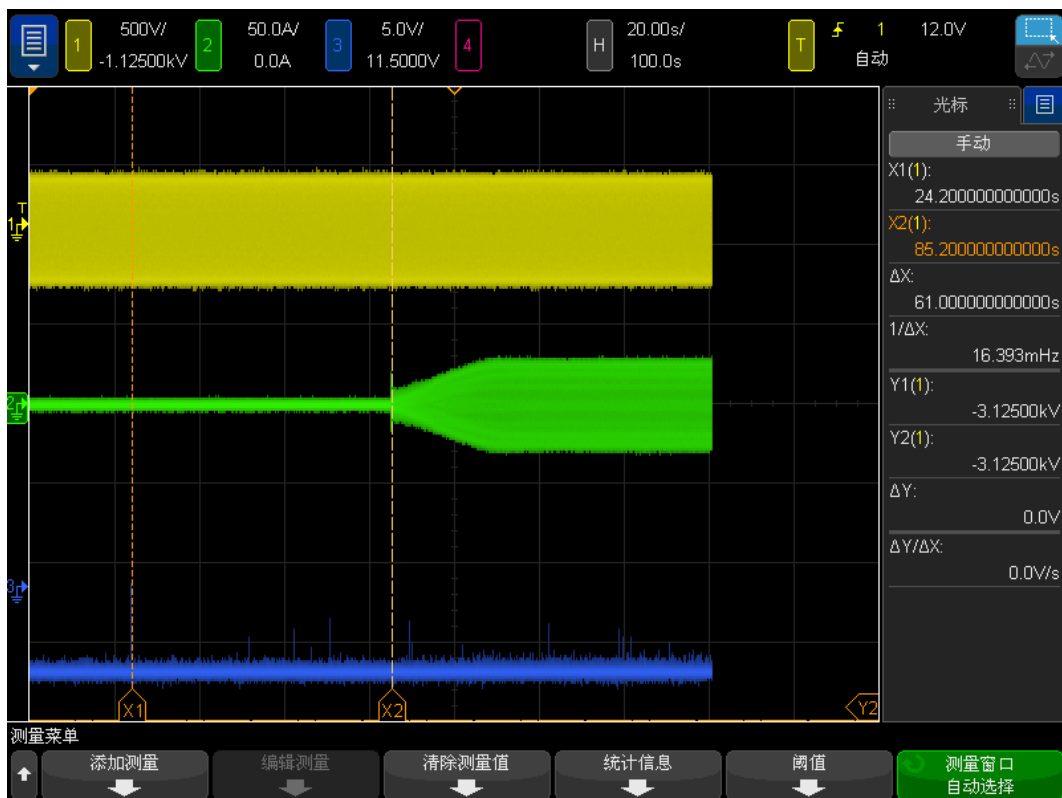 1 500V/ 2 50.0A/ 3 5.0V/ 4 H 20.00s/ T 1 12.0V
-1.12500kV 0.0A 11.5000V 100.0s 自动
光标
手动
X1(1):
24.200000000000s
X2(1):
85.200000000000s
ΔX:
61.000000000000s
1/ΔX:
16.393mHz
Y1(1):
-3.12500kV
Y2(1):
-3.12500kV
ΔY:
0.0V
ΔY/ΔX:
0.0V/s
T
1
2
3
X1 X2 Y2
测量菜单
添加测量 编辑测量 清除测量值 统计信息 阈值 测量窗口
自动选择